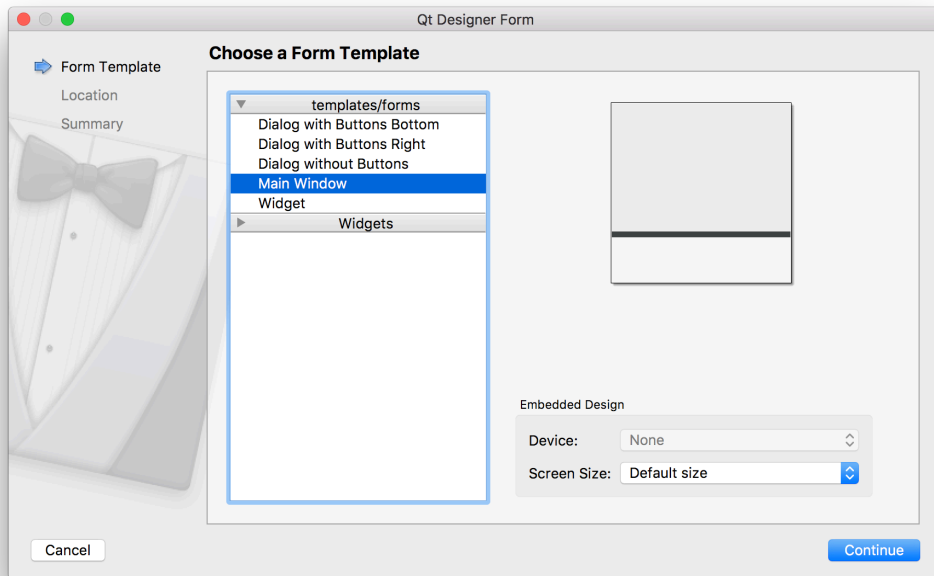 Qt Designer Form
Form Template
Location
Summary
Choose a Form Template
templates/forms
Dialog with Buttons Bottom
Dialog with Buttons Right
Dialog without Buttons
Main Window
Widget
Widgets
Embedded Design
Device: None
Screen Size: Default size
Cancel
Continue